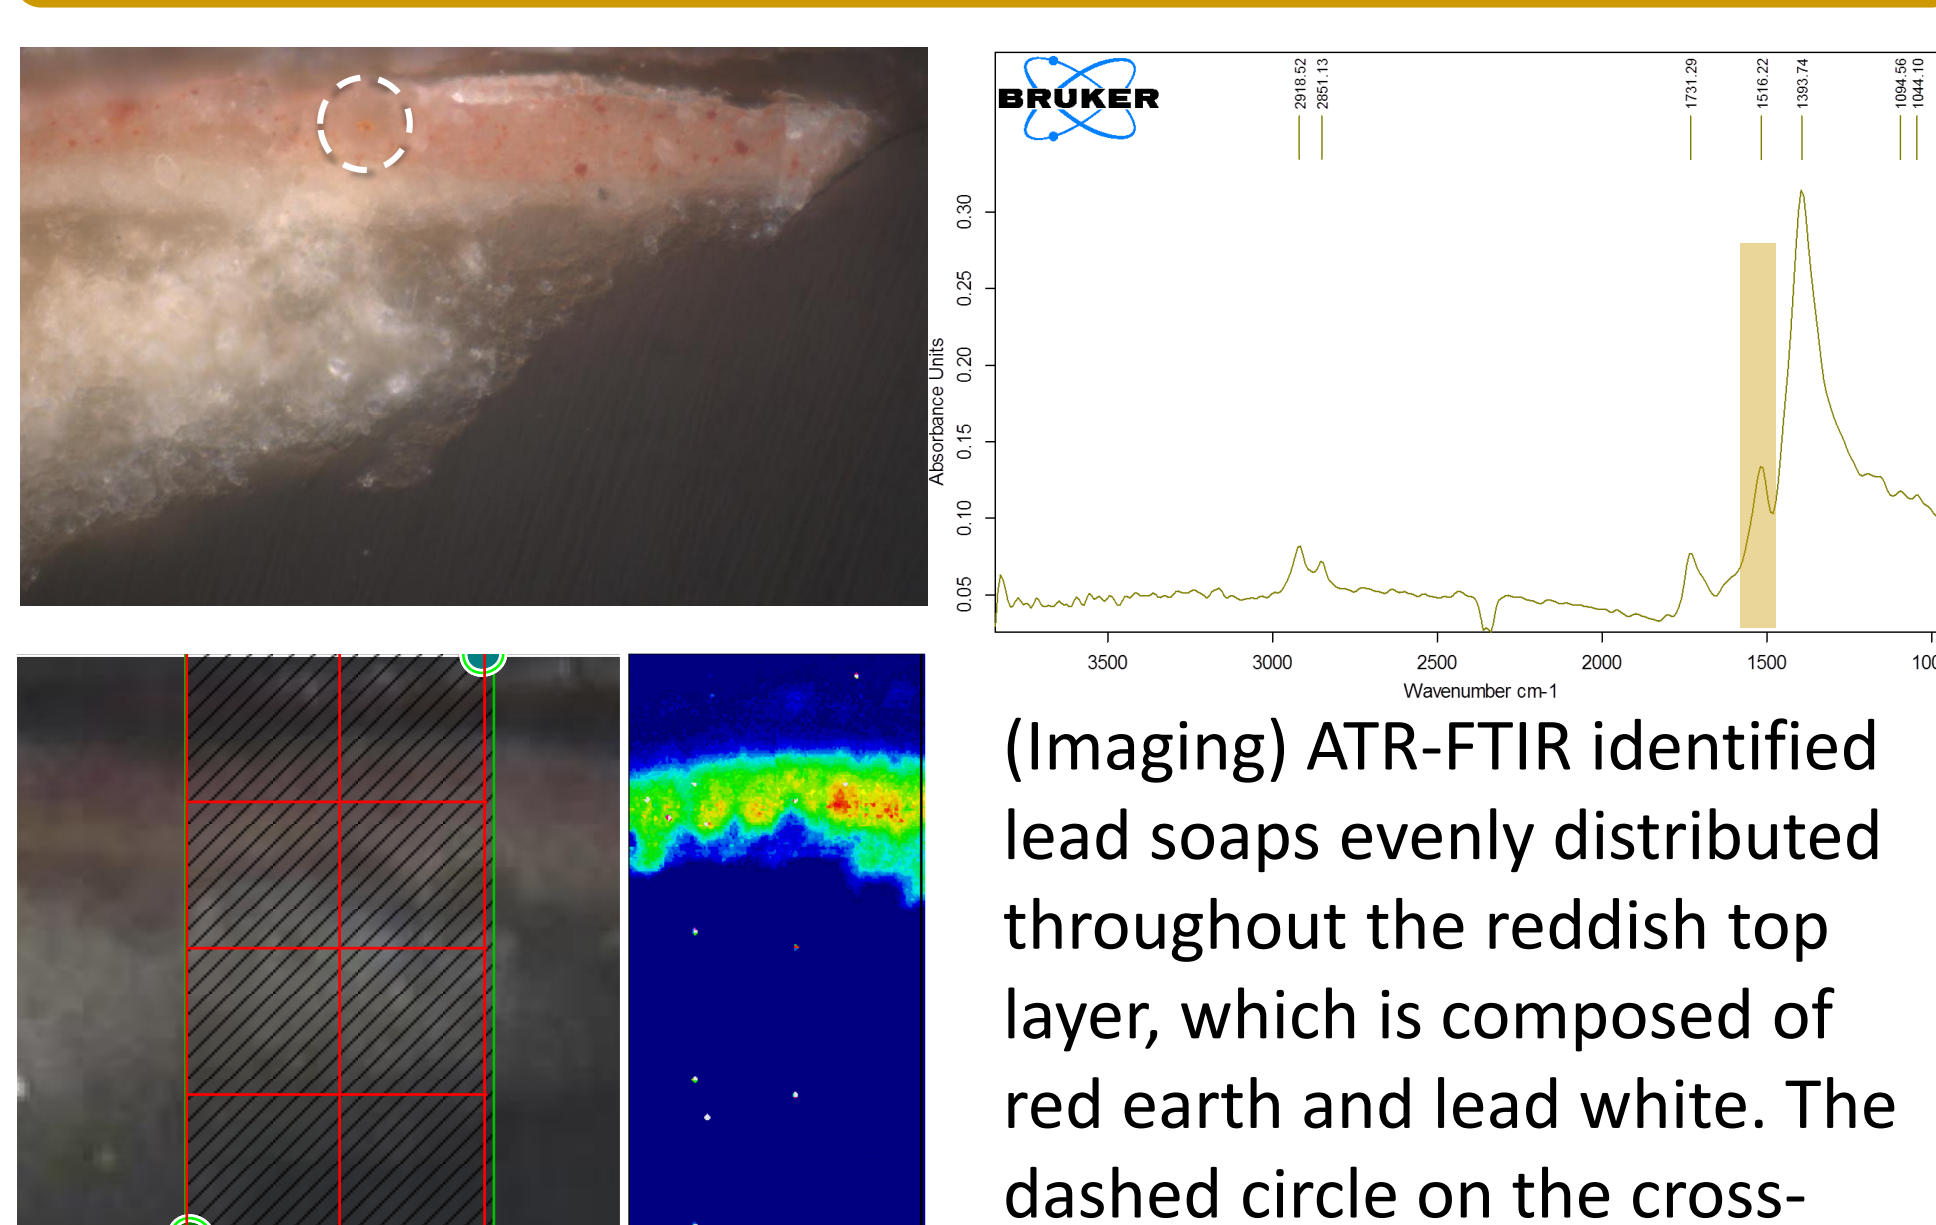 BRUKER
2918.52
2851.13
1731.29
1516.22
1393.74
1094.56
1044.10
Absorbance Units
0.30
0.25
0.20
0.15
0.10
0.05
3500 3000 2500 2000 1500 100
Wavenumber cm-1
(Imaging) ATR-FTIR identified
lead soaps evenly distributed
throughout the reddish top
layer, which is composed of
red earth and lead white. The
dashed circle on the cross-